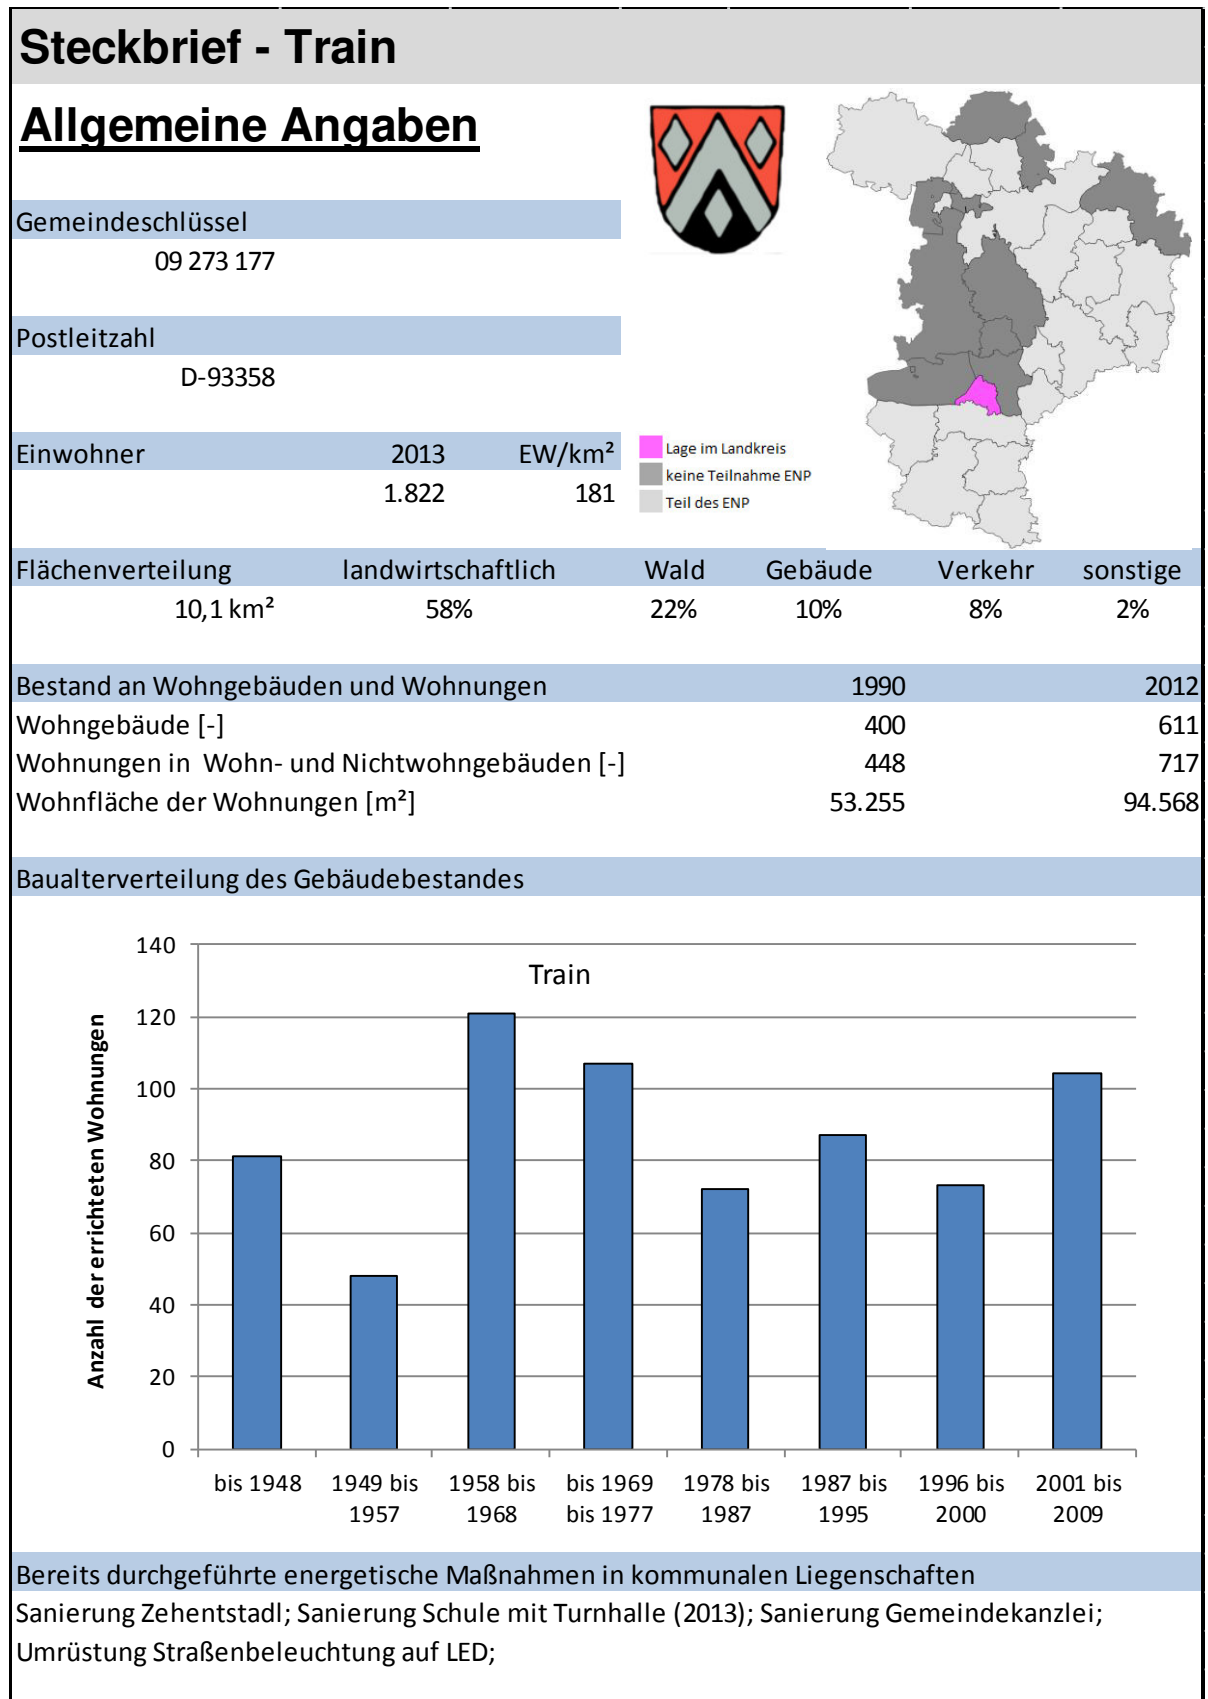 Steckbrief - Train
Allgemeine Angaben
Gemeindeschlüssel
09 273 177
Postleitzahl
D-93358
Einwohner 2013 EW/km²
1.822 181
Lage im Landkreis
keine Teilnahme ENP
Teil des ENP
Flächenverteilung landwirtschaftlich Wald Gebäude Verkehr sonstige
10,1 km² 58% 22% 10% 8% 2%
Bestand an Wohngebäuden und Wohnungen 1990 2012
Wohngebäude [-] 400 611
Wohnungen in Wohn- und Nichtwohngebäuden [-] 448 717
Wohnfläche der Wohnungen [m²] 53.255 94.568
Baualterverteilung des Gebäudebestandes
Train
Anzahl der errichteten Wohnungen
140
120
100
80
60
40
20
0
bis 1948 1949 bis 1958 bis bis 1969 1978 bis 1987 bis 1996 bis 2001 bis
1957 1968 bis 1977 1987 1995 2000 2009
Bereits durchgeführte energetische Maßnahmen in kommunalen Liegenschaften
Sanierung Zehentstadl; Sanierung Schule mit Turnhalle (2013); Sanierung Gemeindekanzlei;
Umrüstung Straßenbeleuchtung auf LED;